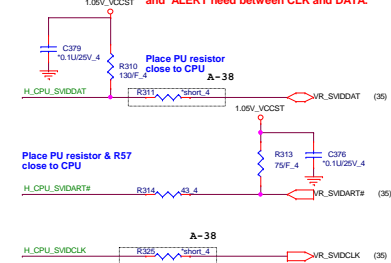 1.05V_VCCST
and ALERT need between CLK and DATA.
C379
*0.1U/25V_4
R310
130/F_4
Place PU resistor
close to CPU
A-38
H_CPU_SVIDDAT
R311
*short_4
VR_SVIDDAT (35)
1.05V_VCCST
Place PU resistor & R57
close to CPU
R313
75/F_4
C376
*0.1U/25V_4
H_CPU_SVIDART#
R314
43_4
VR_SVIDART# (35)
A-38
H_CPU_SVIDCLK
R325
*short_4
VR_SVIDCLK (35)